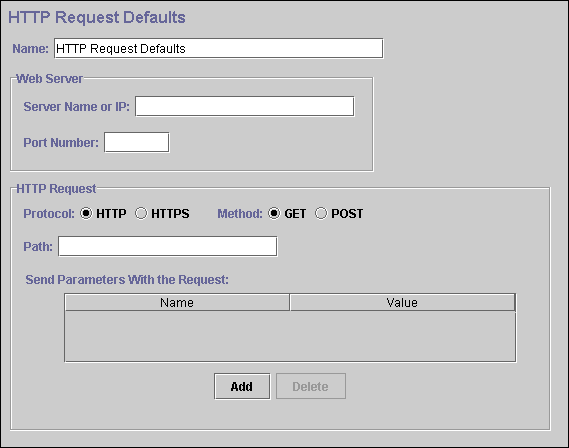 HTTP Request Defaults
Name: HTTP Request Defaults
Web Server
Server Name or IP:
Port Number:
HTTP Request
Protocol: HTTP HTTPS Method: GET POST
Path:
Send Parameters With the Request:
Name Value
Add Delete